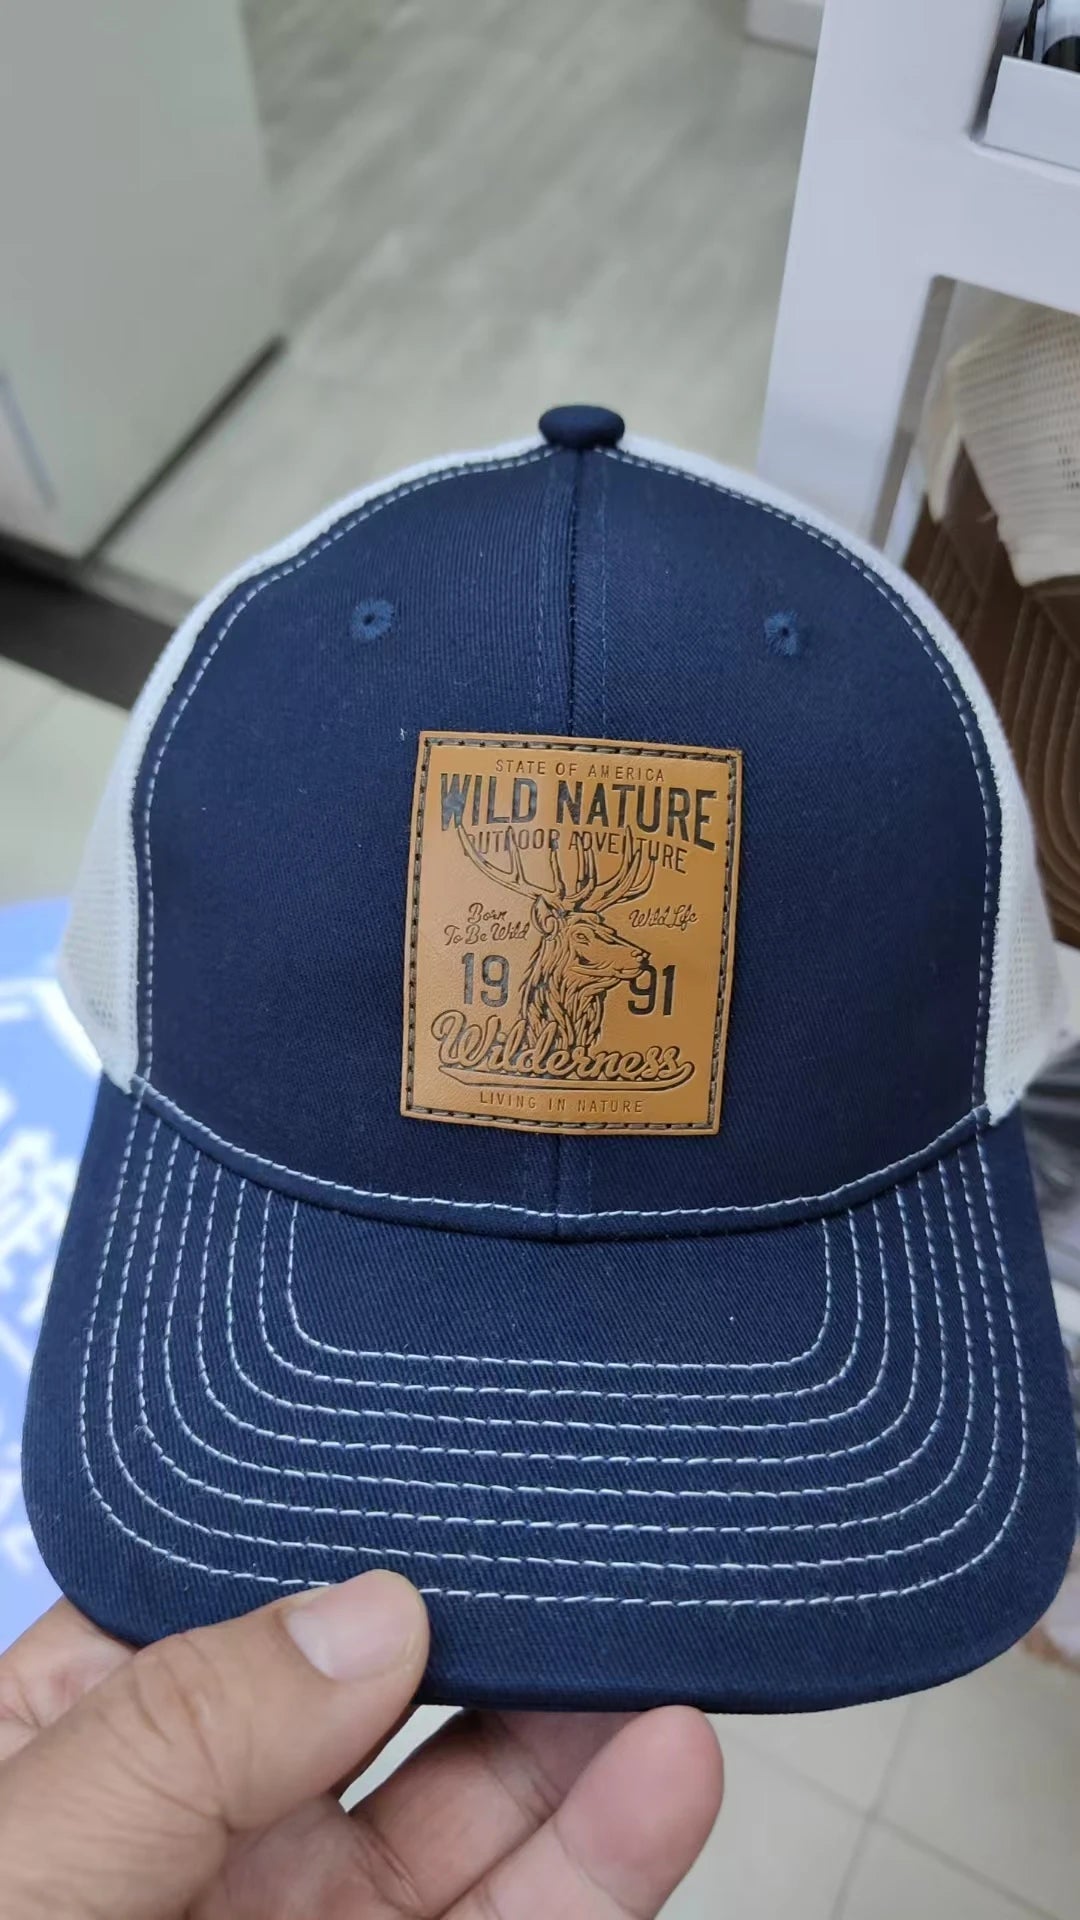 STATE OF AMERICA
WILD NATURE
OUTDOOR ADVENTURE
Born
To Be Wild
Wild Life
19 91
Wilderness
LIVING IN NATURE